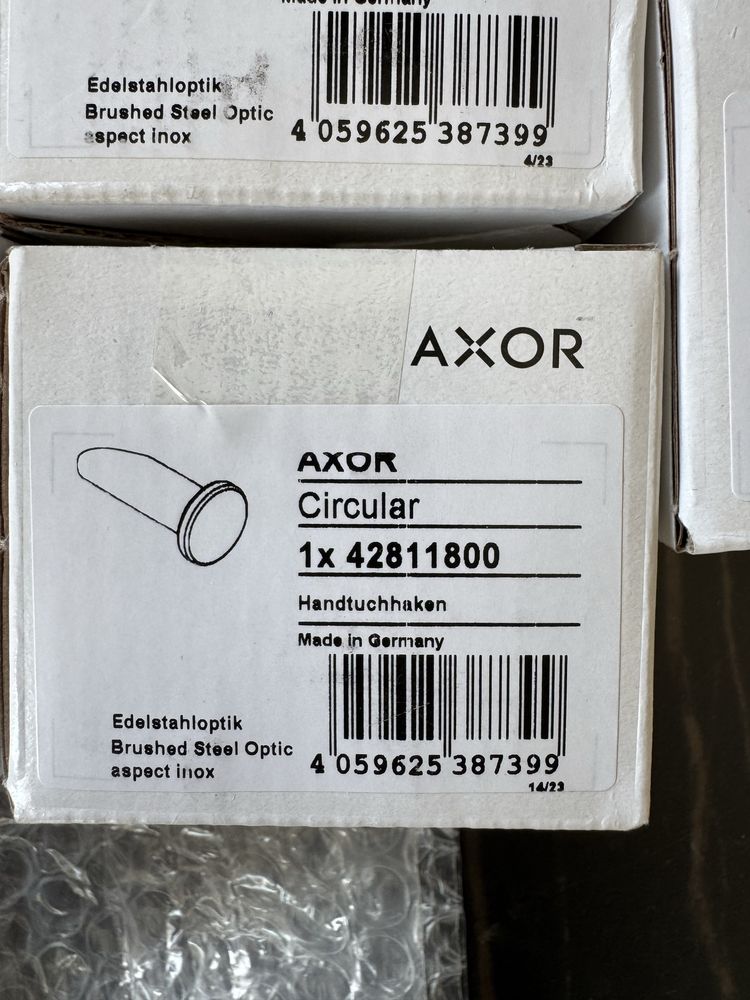 Made in Germany
Edelstahloptik
Brushed Steel Optic
aspect inox
4 059625 387399
4/23
AXOR
AXOR
Circular
1x 42811800
Handtuchhaken
Made in Germany
Edelstahloptik
Brushed Steel Optic
aspect inox
4 059625 387399
14/23